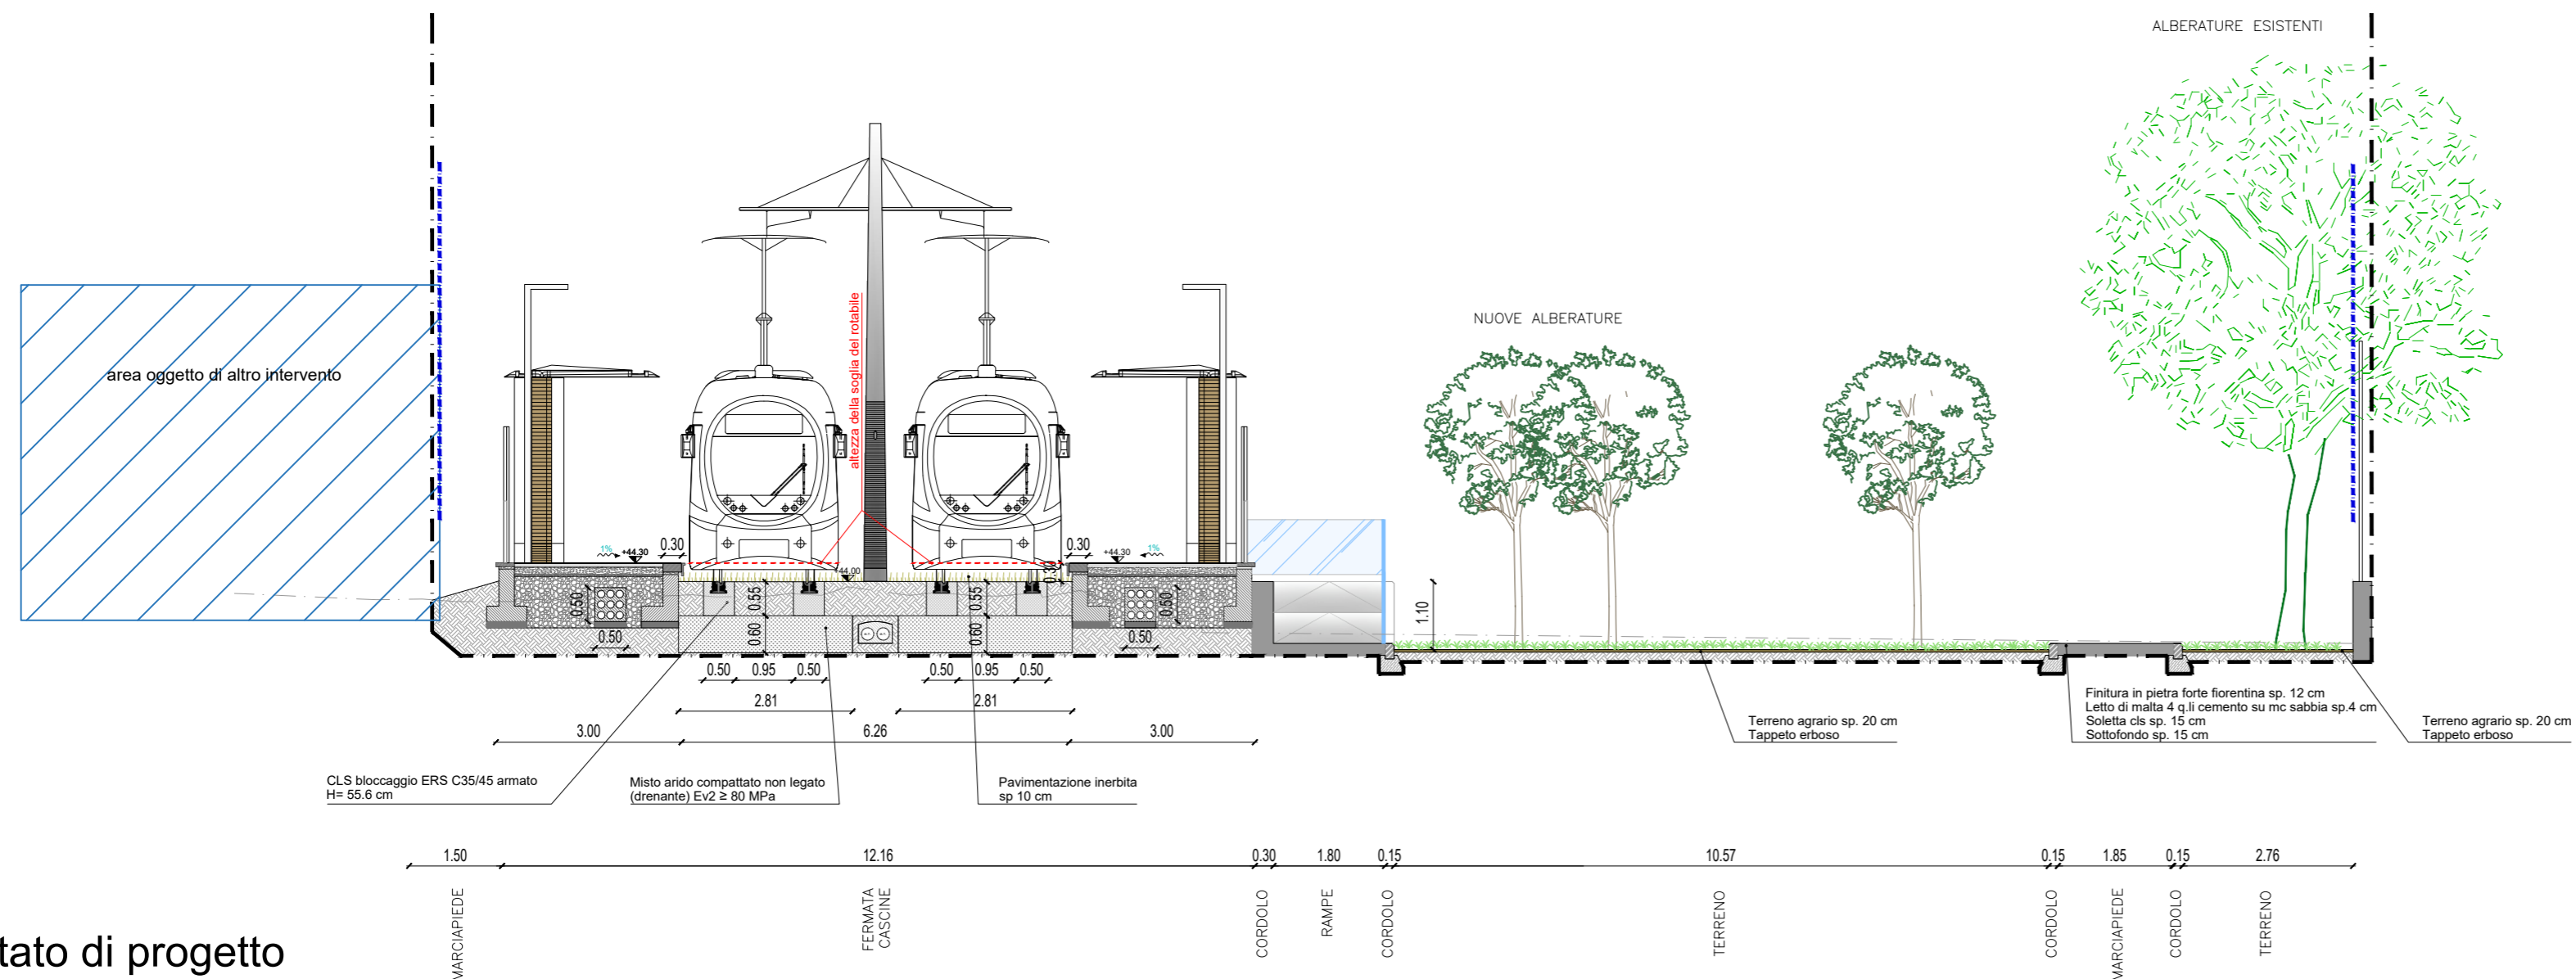 ALBERATURE ESISTENTI
NUOVE ALBERATURE
area oggetto di altro intervento
altezza della soglia del rotabile
1%
+44.30
0.30
+44.00
0.30
0.30
+44.30
1%
0.50
0.50
0.55
0.60
0.55
0.60
0.50
0.50
1.10
0.50
0.95
0.50
0.50
0.95
0.50
2.81
2.81
3.00
6.26
3.00
CLS bloccaggio ERS C35/45 armato
H= 55.6 cm
Misto arido compattato non legato
(drenante) Ev2 ≥ 80 MPa
Pavimentazione inerbita
sp 10 cm
Terreno agrario sp. 20 cm
Tappeto erboso
Finitura in pietra forte fiorentina sp. 12 cm
Letto di malta 4 q.li cemento su mc sabbia sp.4 cm
Soletta cls sp. 15 cm
Sottofondo sp. 15 cm
Terreno agrario sp. 20 cm
Tappeto erboso
1.50
12.16
0.30
1.80
0.15
10.57
0.15
1.85
0.15
2.76
MARCIAPIEDE
FERMATA
CASCINE
CORDOLO
RAMPE
CORDOLO
TERRENO
CORDOLO
MARCIAPIEDE
CORDOLO
TERRENO
tato di progetto